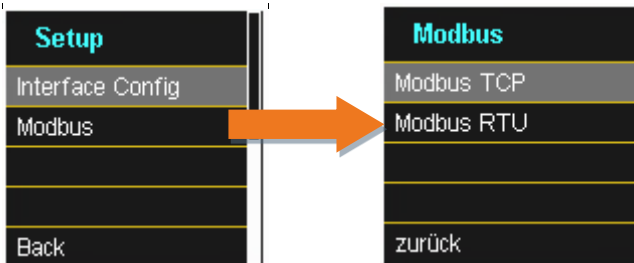 Setup
Interface Config
Modbus
Back
Modbus
Modbus TCP
Modbus RTU
zurück